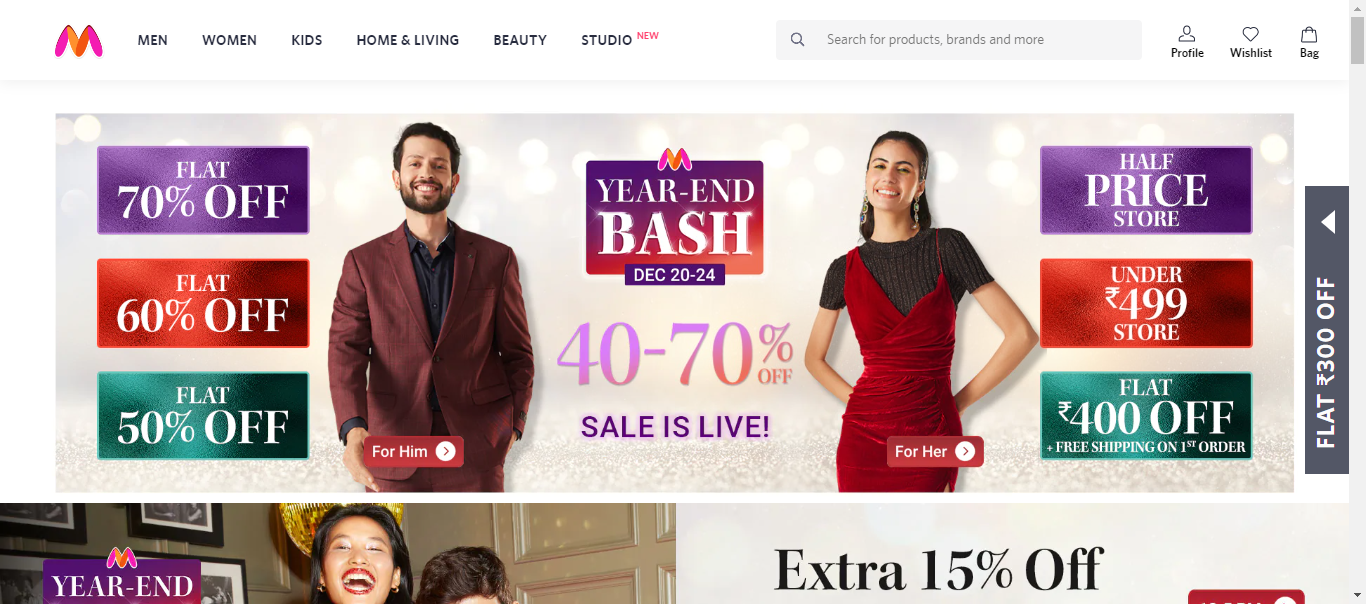 MEN WOMEN KIDS HOME & LIVING BEAUTY STUDIO NEW
Search for products, brands and more
Profile Wishlist Bag
FLAT
70% OFF
FLAT
60% OFF
FLAT
50% OFF
YEAR-END
BASH
DEC 20-24
40-70% OFF
SALE IS LIVE!
For Him
For Her
HALF
PRICE
STORE
UNDER
₹499
STORE
FLAT
₹400 OFF
+ FREE SHIPPING ON 1ST ORDER
FLAT ₹300 OFF
YEAR-END
Extra 15% Off